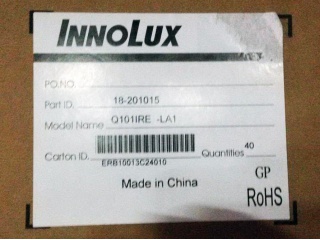 INNOLUX
PO.NO.
Part ID. 18-201015
Model Name Q101IRE -LA1
Carton ID. ERB10013C24010 Quantities 40
GP
Made in China
RoHS